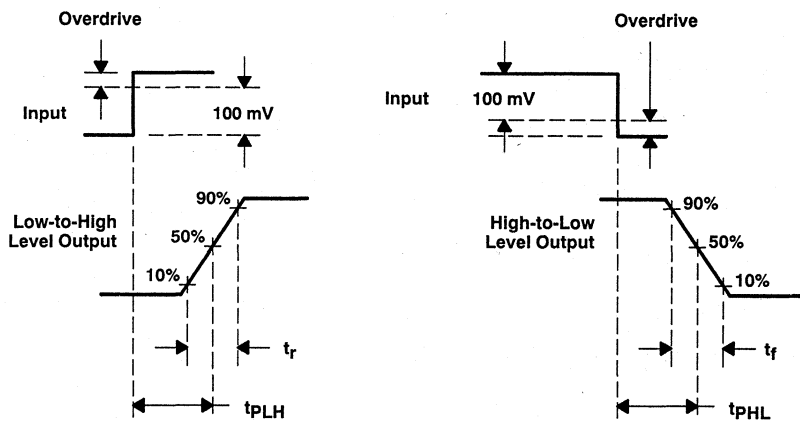 Overdrive
Input
100 mV
Low-to-High
Level Output
90%
50%
10%
tr
tPLH
Overdrive
Input
100 mV
High-to-Low
Level Output
90%
50%
10%
tf
tPHL